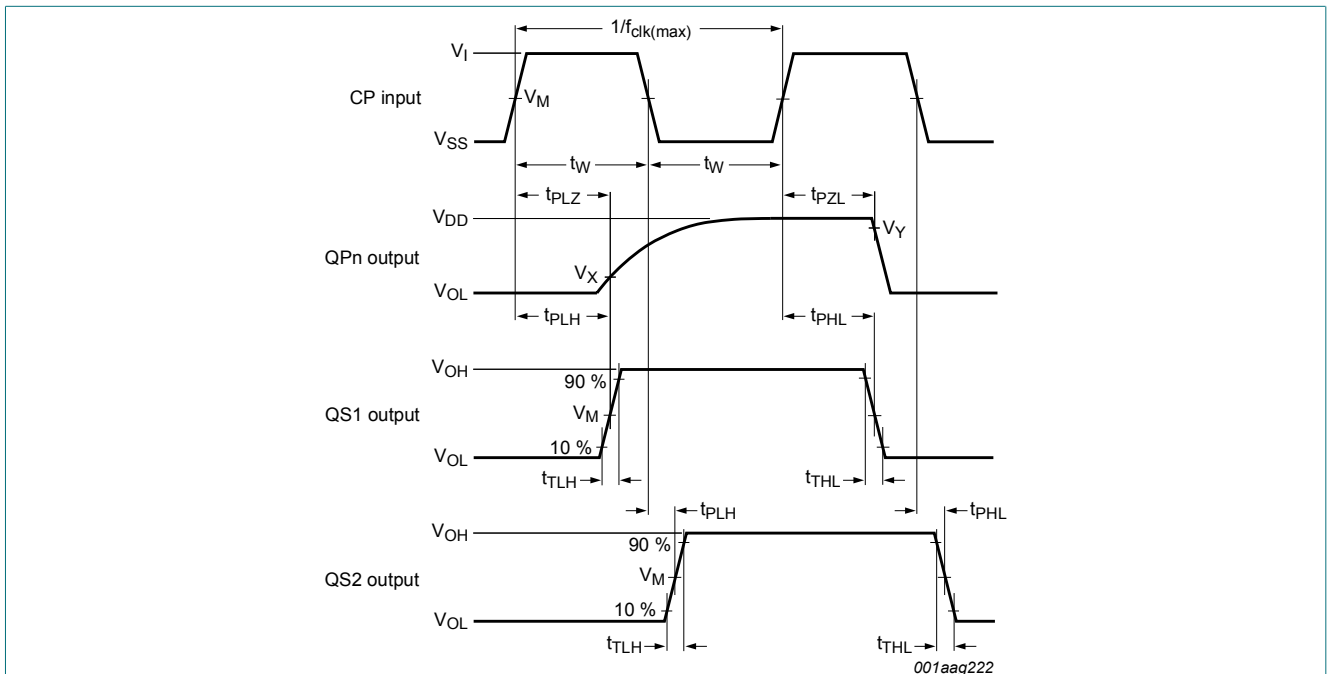 1/fclk(max)
VI
CP input
VM
VSS
tW
tW
tPLZ
tPZL
VDD
VY
QPn output
VX
VOL
tPLH
tPHL
VOH
90 %
QS1 output
VM
10 %
VOL
tTLH
tTHL
tPLH
tPHL
VOH
90 %
QS2 output
VM
10 %
VOL
tTLH
tTHL
001aag222